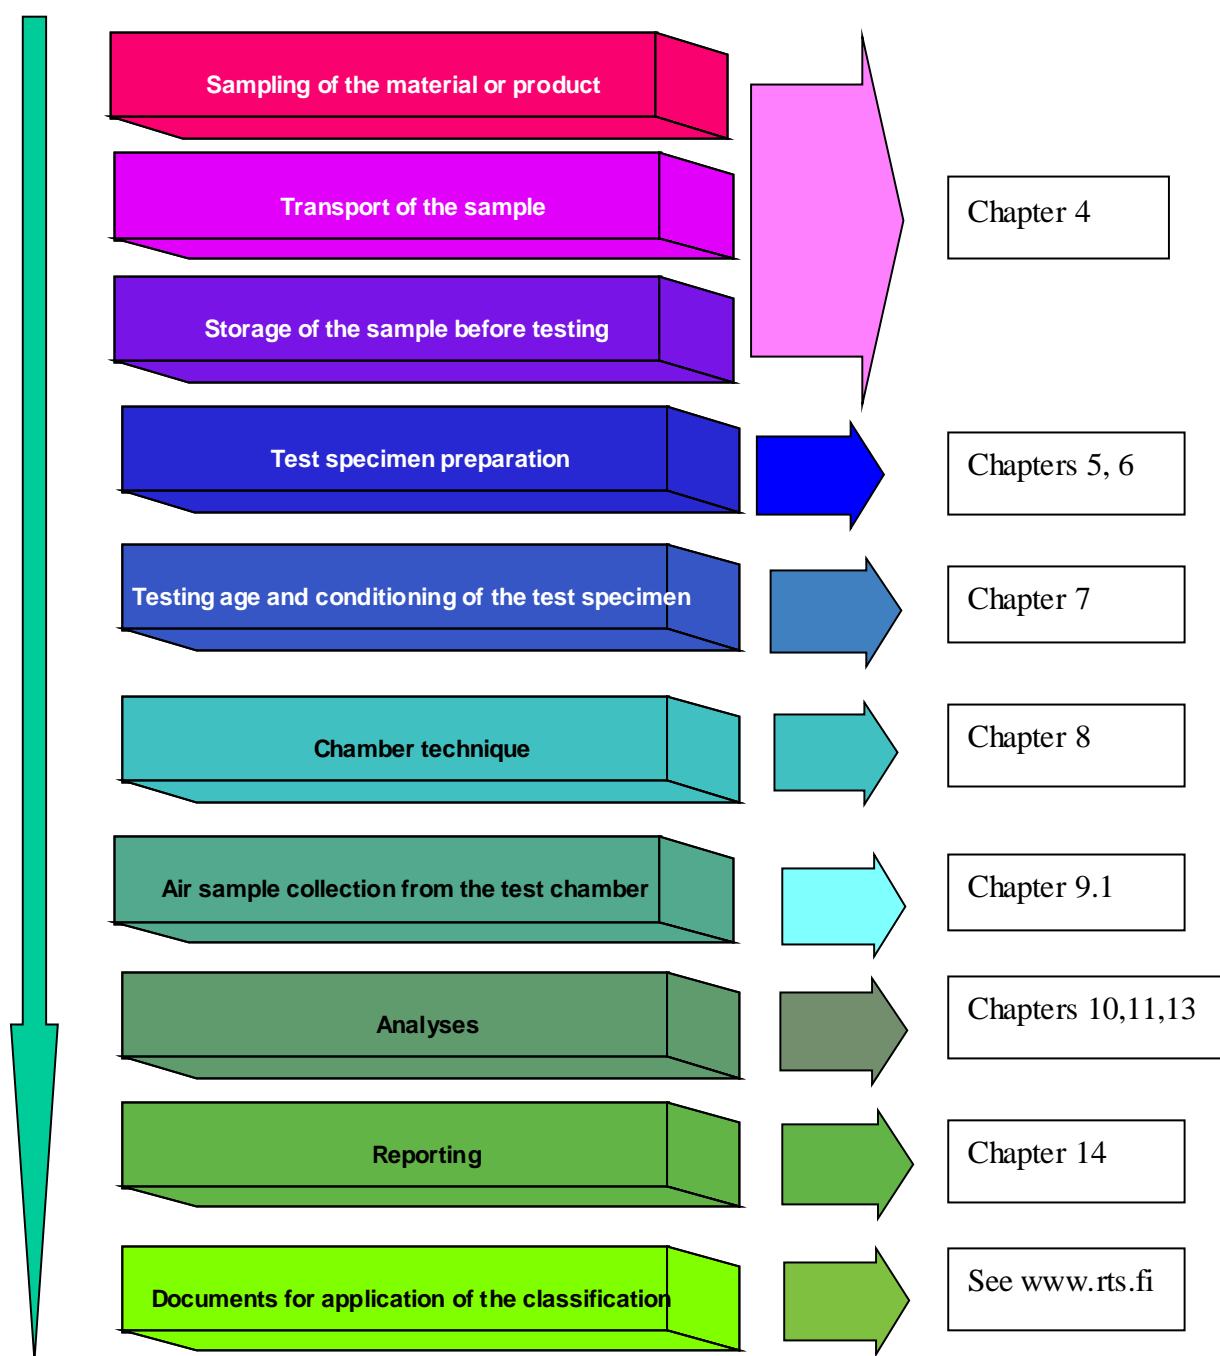 Sampling of the material or product
Transport of the sample
Chapter 4
Storage of the sample before testing
Test specimen preparation
Chapters 5, 6
Testing age and conditioning of the test specimen
Chapter 7
Chamber technique
Chapter 8
Air sample collection from the test chamber
Chapter 9.1
Analyses
Chapters 10,11,13
Reporting
Chapter 14
Documents for application of the classification
See www.rts.fi